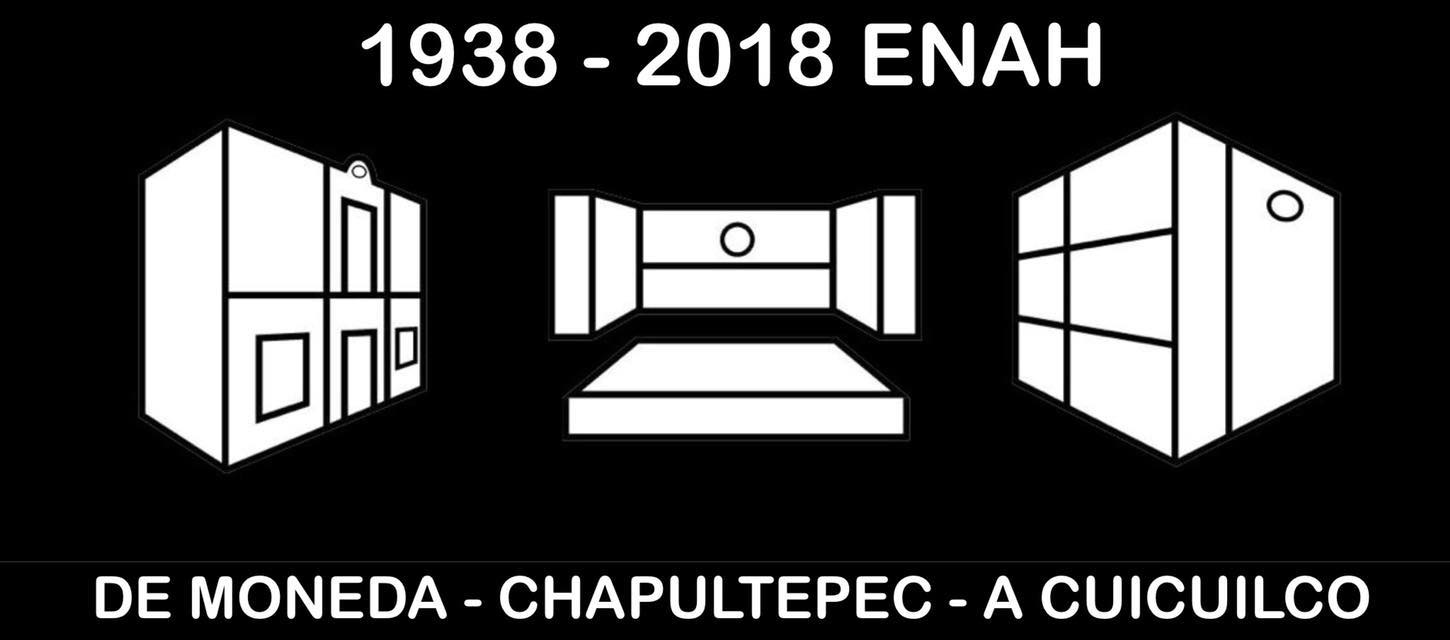 1938 - 2018 ENAH
DE MONEDA - CHAPULTEPEC - A CUICUILCO